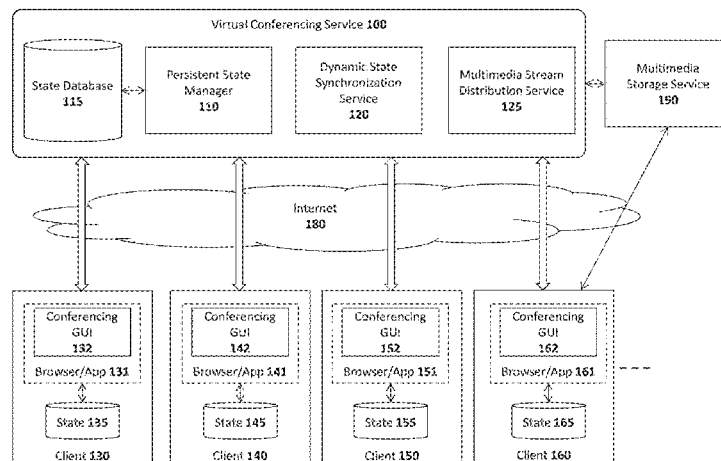 Virtual Conferencing Service 100
State Database
115
Persistent State
Manager
110
Dynamic State
Synchronization
Service
120
Multimedia Stream
Distribution Service
125
Multimedia
Storage Service
190
Internet
180
Conferencing
GUI
132
Browser/App 131
State 135
Client 130
Conferencing
GUI
142
Browser/App 141
State 145
Client 140
Conferencing
GUI
152
Browser/App 151
State 155
Client 150
Conferencing
GUI
162
Browser/App 161
State 165
Client 160